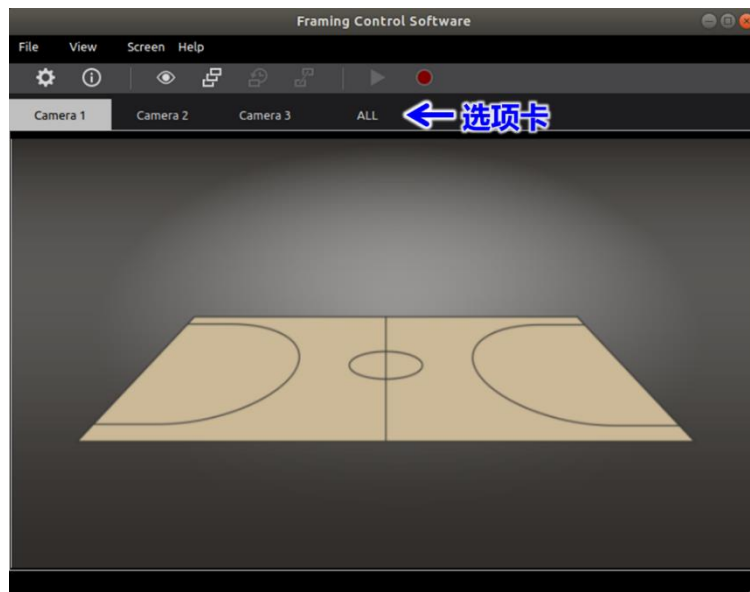 Framing Control Software
File View Screen Help
Camera 1 Camera 2 Camera 3 ALL 选项卡